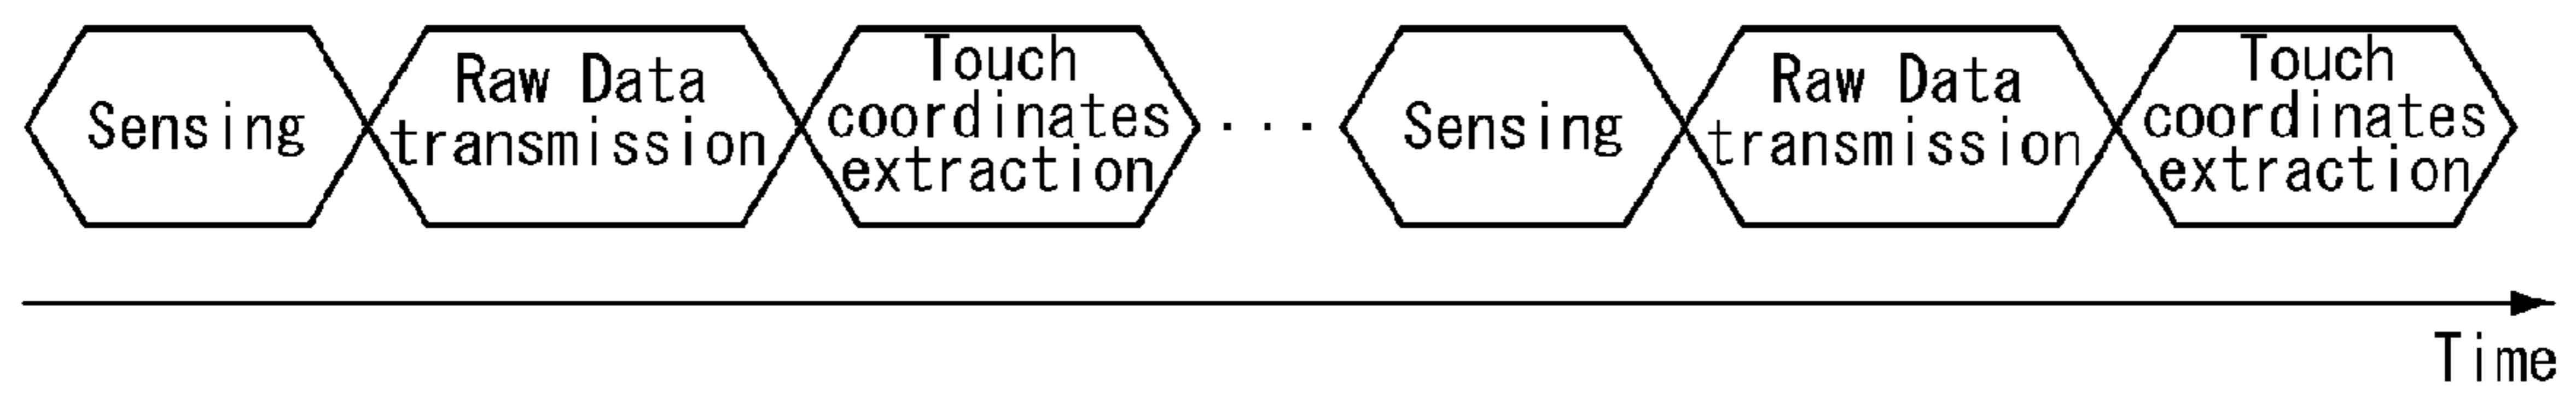 Sensing
Raw Data
transmission
Touch
coordinates
extraction
. . .
Sensing
Raw Data
transmission
Touch
coordinates
extraction
Time